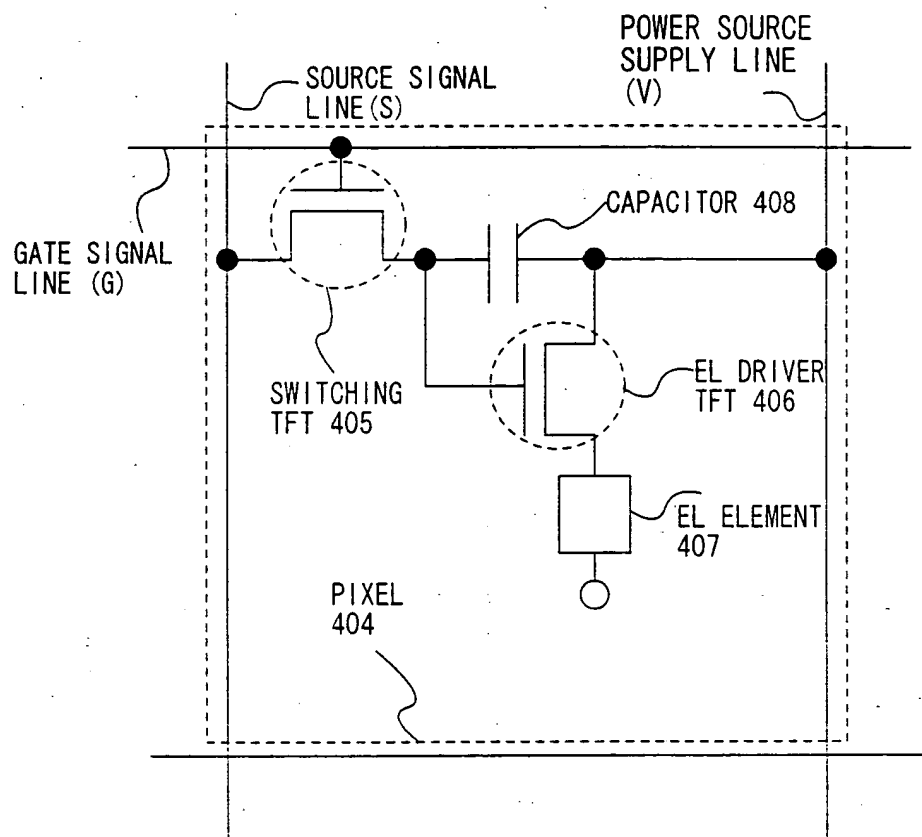 POWER SOURCE
SUPPLY LINE
(V)
SOURCE SIGNAL
LINE(S)
CAPACITOR 408
GATE SIGNAL
LINE (G)
SWITCHING
TFT 405
EL DRIVER
TFT 406
EL ELEMENT
407
PIXEL
404